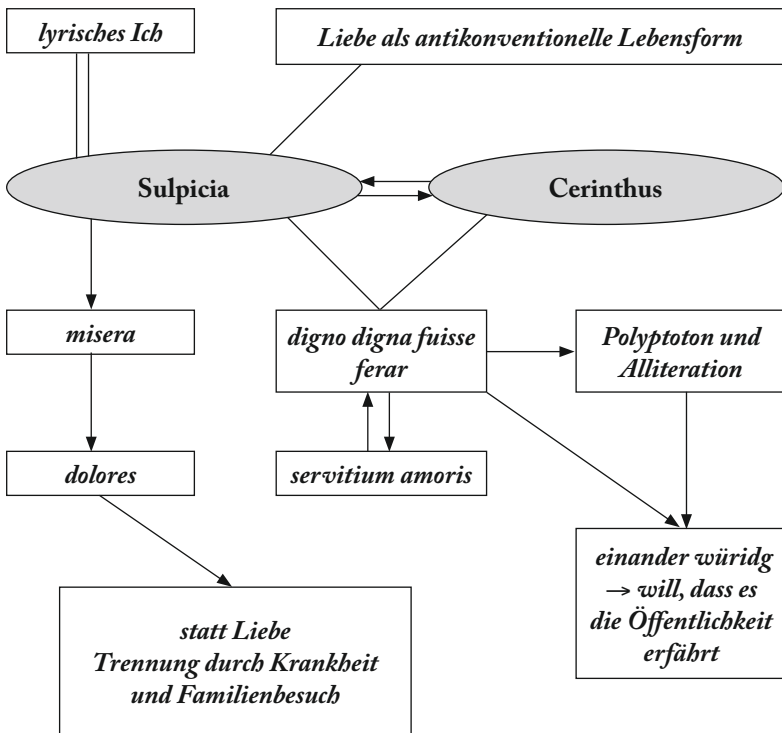 lyrisches Ich
Liebe als antikonventionelle Lebensform
Sulpicia
Cerinthus
misera
digno digna fuisse
ferar
Polyptoton und
Alliteration
dolores
servitium amoris
einander würidg
→ will, dass es
die Öffentlichkeit
erfährt
statt Liebe
Trennung durch Krankheit
und Familienbesuch